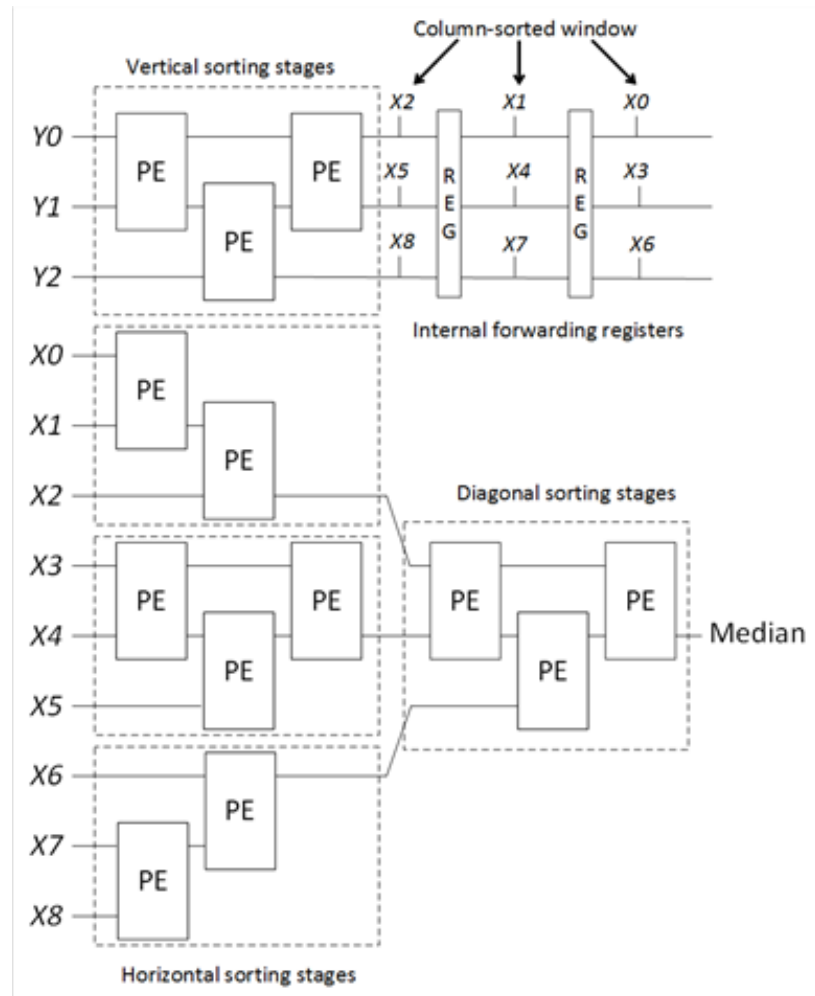 Column-sorted window
Vertical sorting stages
X2 X1 X0
Y0 PE PE
X5 R X4 R X3
E E
Y1 PE G G
X8 X7 X6
Y2
Internal forwarding registers
X0 PE
X1 PE
X2
Diagonal sorting stages
X3 PE PE
X4 PE PE PE Median
X5 PE
X6 PE
X7 PE
X8
Horizontal sorting stages